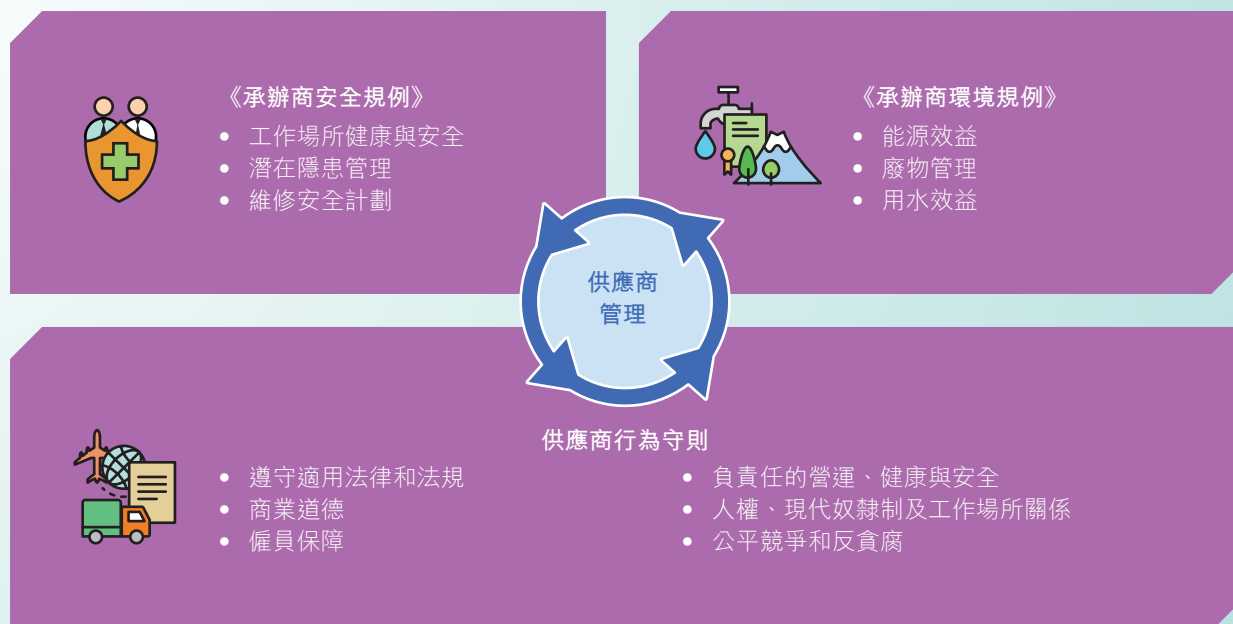 《承辦商安全規例》
• 工作場所健康與安全
• 潛在隱患管理
• 維修安全計劃
《承辦商環境規例》
• 能源效益
• 廢物管理
• 用水效益
供應商
管理
供應商行為守則
• 遵守適用法律和法規
• 商業道德
• 僱員保障
• 負責任的營運、健康與安全
• 人權、現代奴隸制及工作場所關係
• 公平競爭和反貪腐